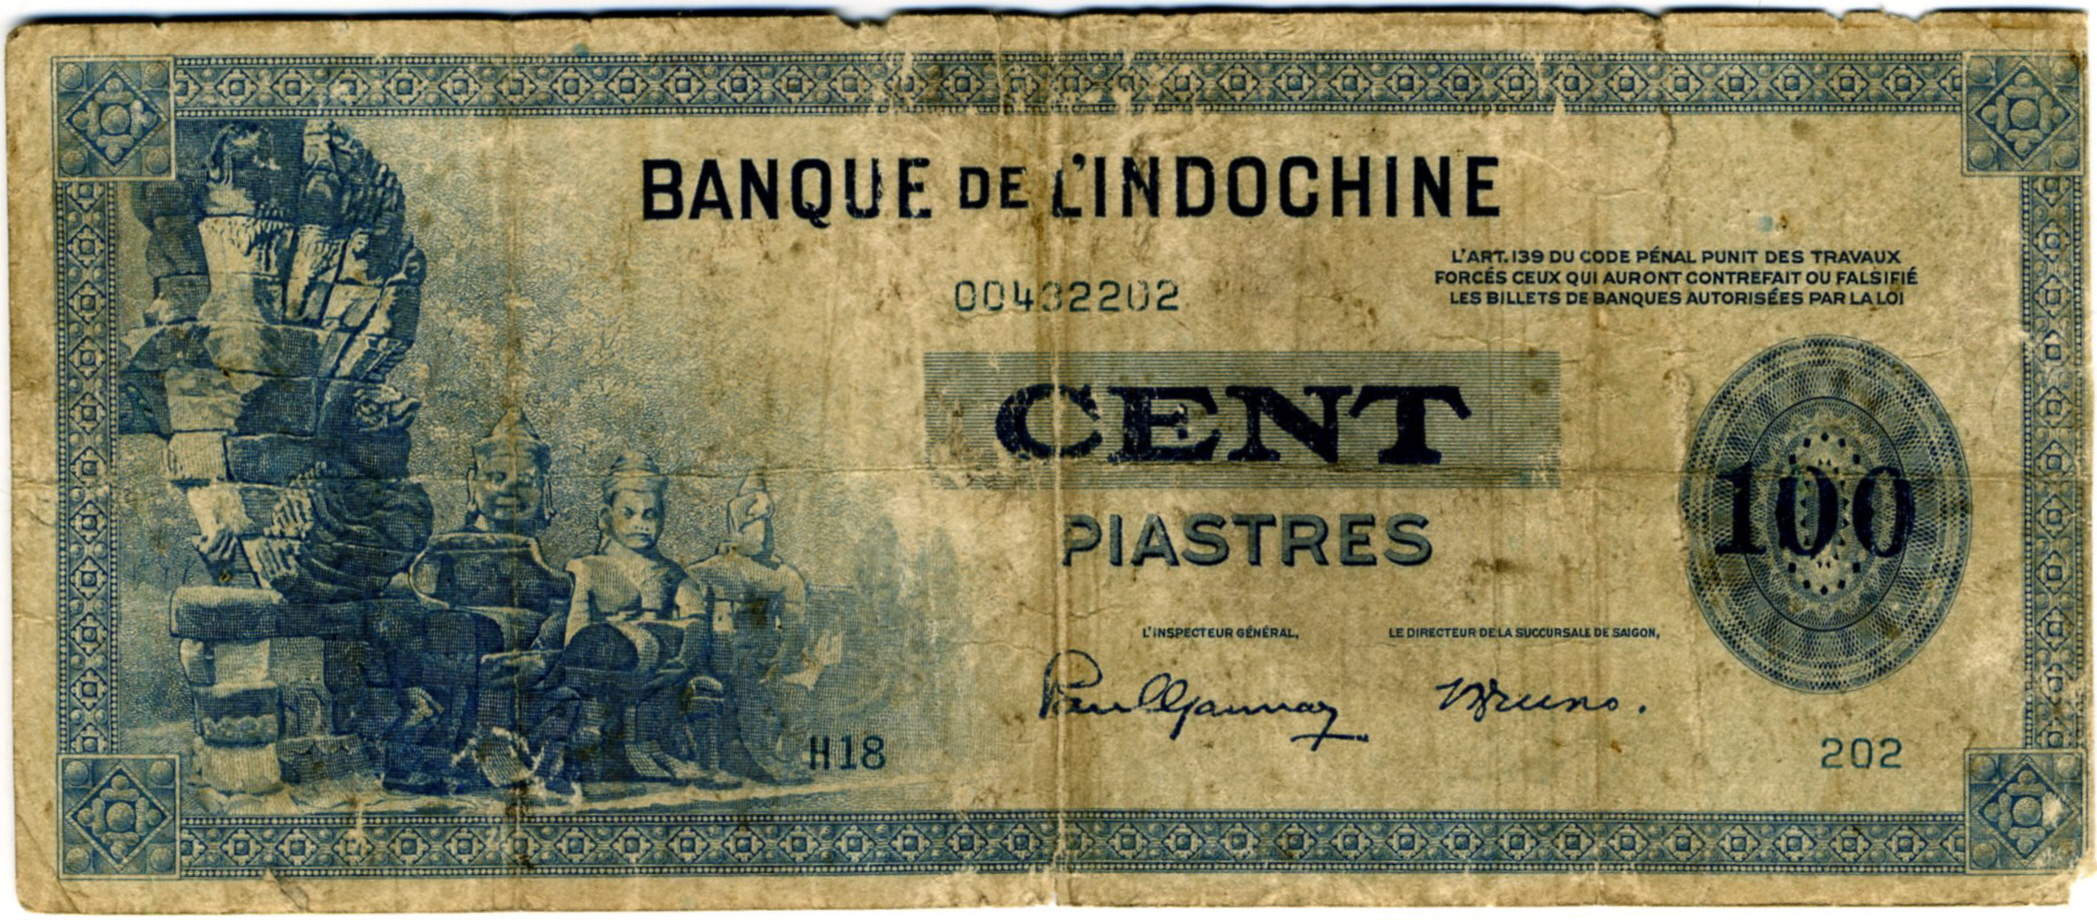 BANQUE DE L'INDOCHINE
L'ART. 139 DU CODE PÉNAL PUNIT DES TRAVAUX
FORCÉS CEUX QUI AURONT CONTREFAIT OU FALSIFIÉ
LES BILLETS DE BANQUES AUTORISÉES PAR LA LOI
00432202
CENT
PIASTRES
100
L'INSPECTEUR GÉNÉRAL,
LE DIRECTEUR DE LA SUCCURSALE DE SAIGON,
Paul Gannay
H18
202